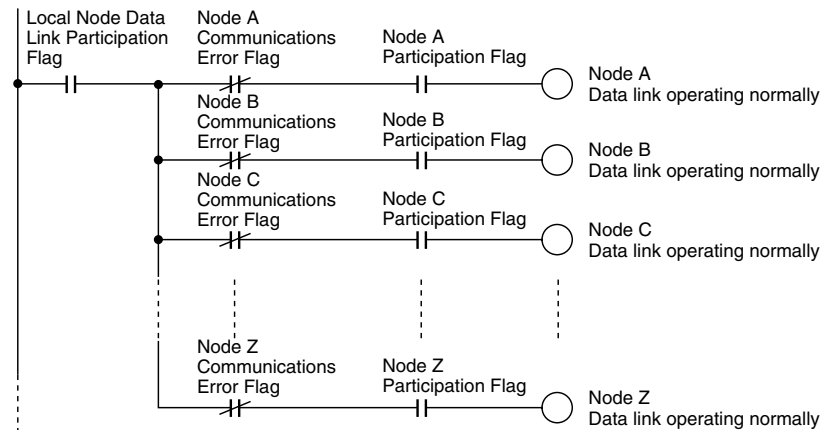 Local Node Data
Link Participation
Flag
Node A
Communications
Error Flag
Node A
Participation Flag
Node A
Data link operating normally
Node B
Communications
Error Flag
Node B
Participation Flag
Node B
Data link operating normally
Node C
Communications
Error Flag
Node C
Participation Flag
Node C
Data link operating normally
Node Z
Communications
Error Flag
Node Z
Participation Flag
Node Z
Data link operating normally